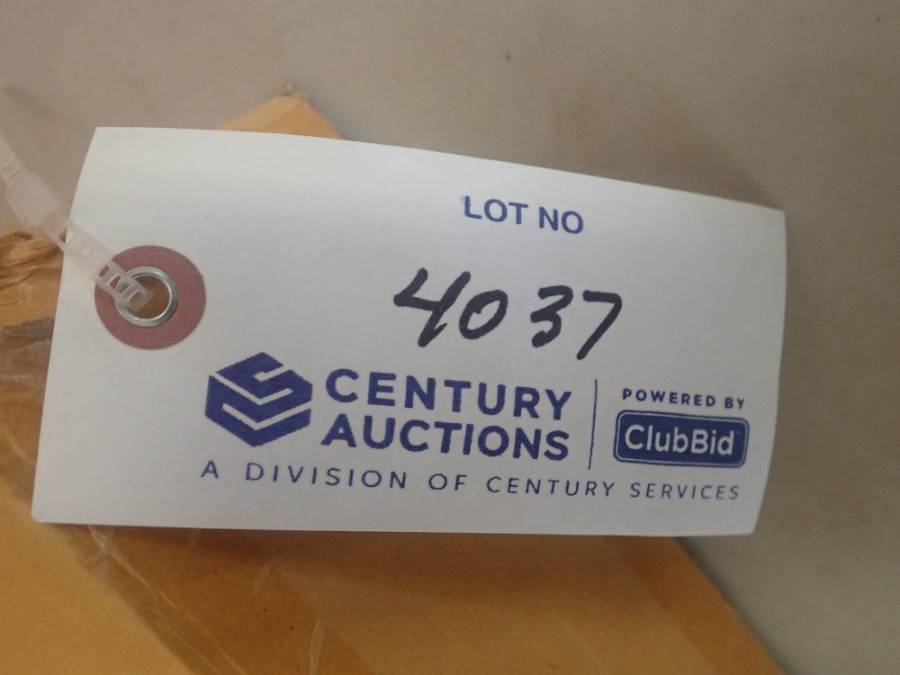 LOT NO
4037
CENTURY AUCTIONS
POWERED BY
ClubBid
A DIVISION OF CENTURY SERVICES